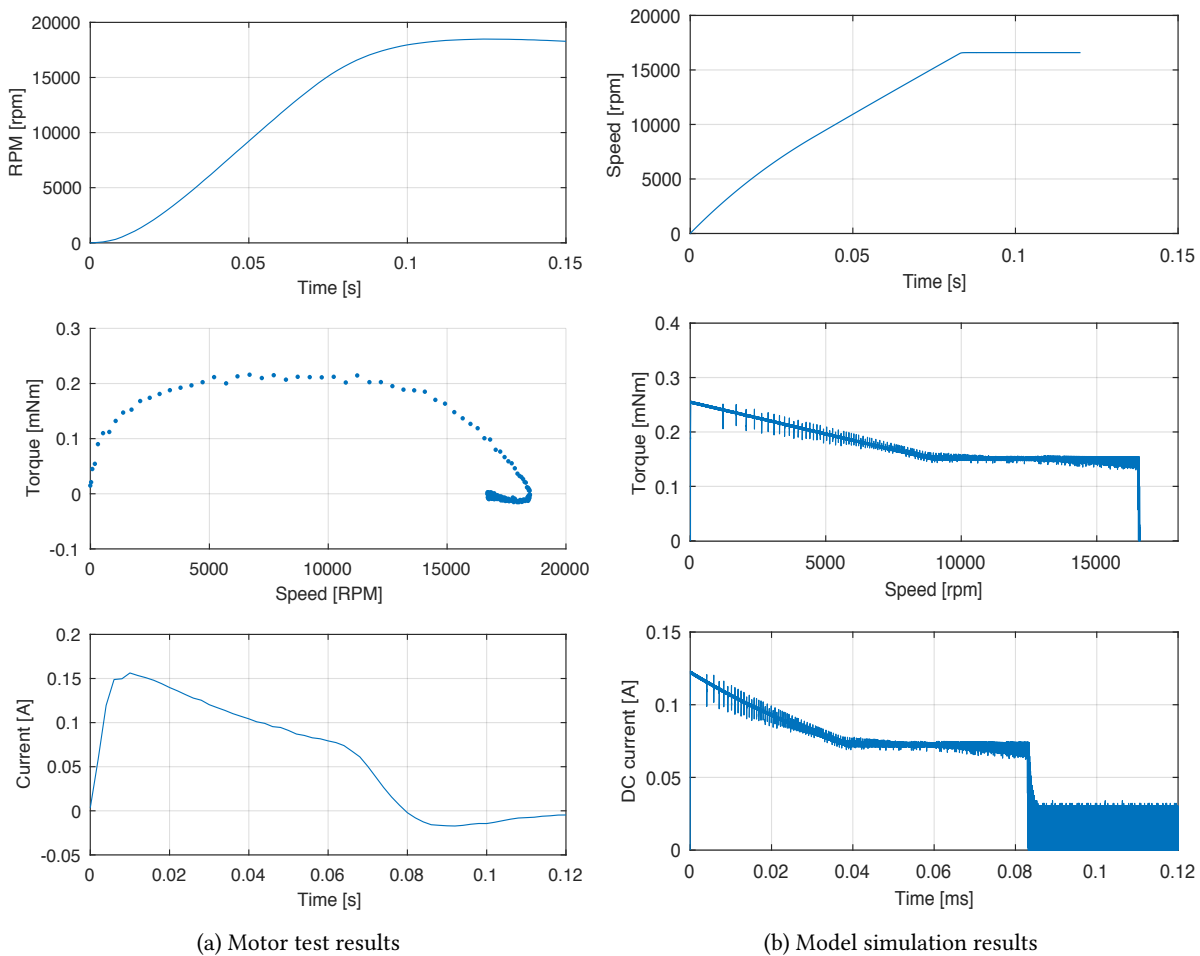 20000
15000
10000
5000
0
RPM [rpm]
0 0.05 0.1 0.15
Time [s]
20000
15000
10000
5000
0
Speed [rpm]
0 0.05 0.1 0.15
Time [s]
0.3
0.2
0.1
0
-0.1
Torque [mNm]
0 5000 10000 15000 20000
Speed [RPM]
0.4
0.3
0.2
0.1
0
Torque [mNm]
0 5000 10000 15000
Speed [rpm]
0.2
0.15
0.1
0.05
0
-0.05
Current [A]
0 0.02 0.04 0.06 0.08 0.1 0.12
Time [s]
0.15
0.1
0.05
0
DC current [A]
0 0.02 0.04 0.06 0.08 0.1 0.12
Time [ms]
(a) Motor test results
(b) Model simulation results